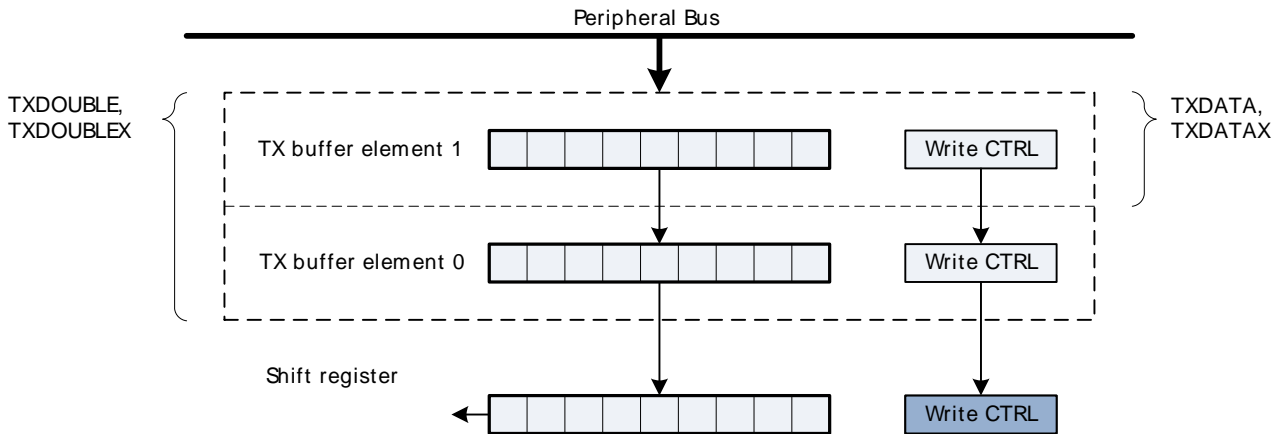 Peripheral Bus
TXDOUBLE,
TXDOUBLEX
TXDATA,
TXDATAX
TX buffer element 1
Write CTRL
TX buffer element 0
Write CTRL
Shift register
Write CTRL